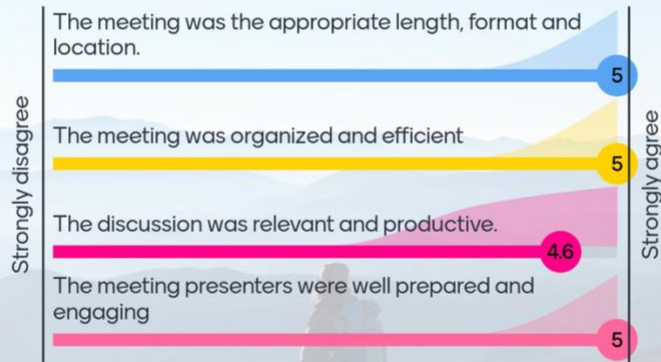 The meeting was the appropriate length, format and
location.
5
The meeting was organized and efficient
5
The discussion was relevant and productive.
4.6
The meeting presenters were well prepared and
engaging
5
Strongly disagree
Strongly agree